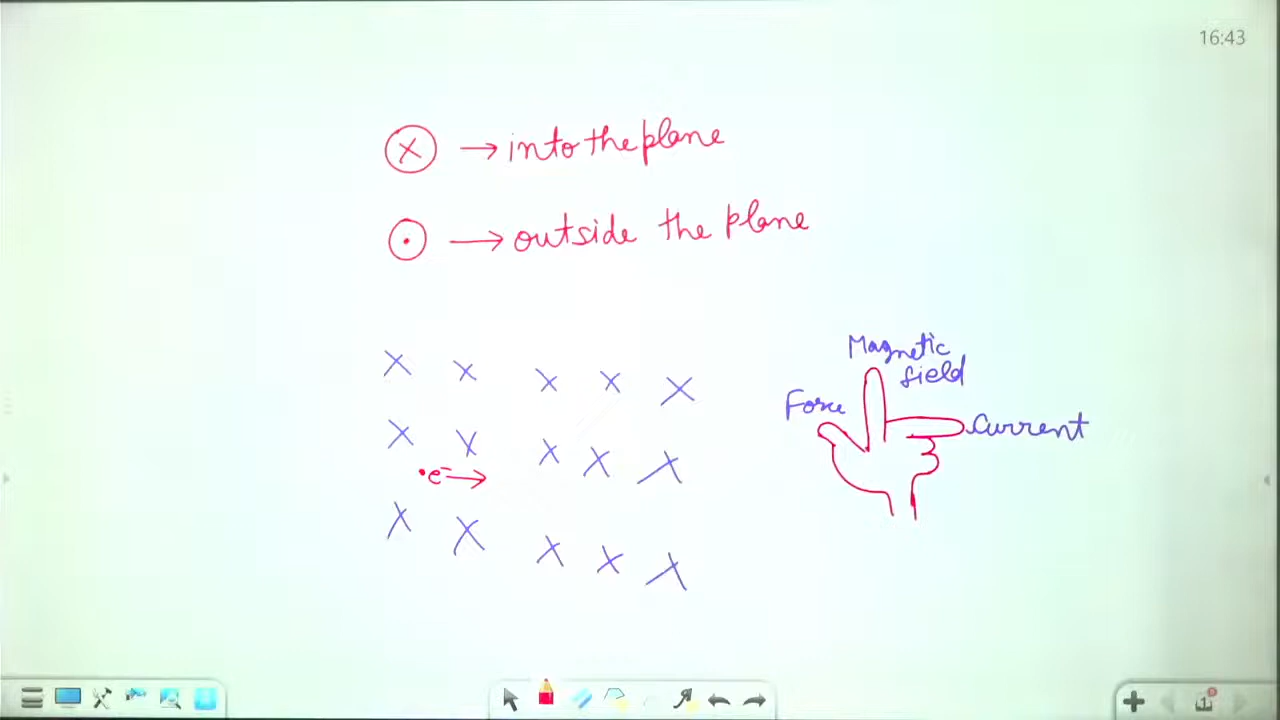 16:43
ⓧ → into the plane
⊙ → outside the plane
x x x x x
Magnetic
field
Force
Current
x x x x x
•e⁻→
x x x x x